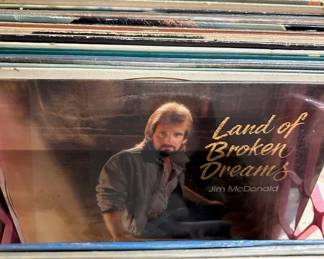 Land of
Broken
Dreams
Jim McDonald